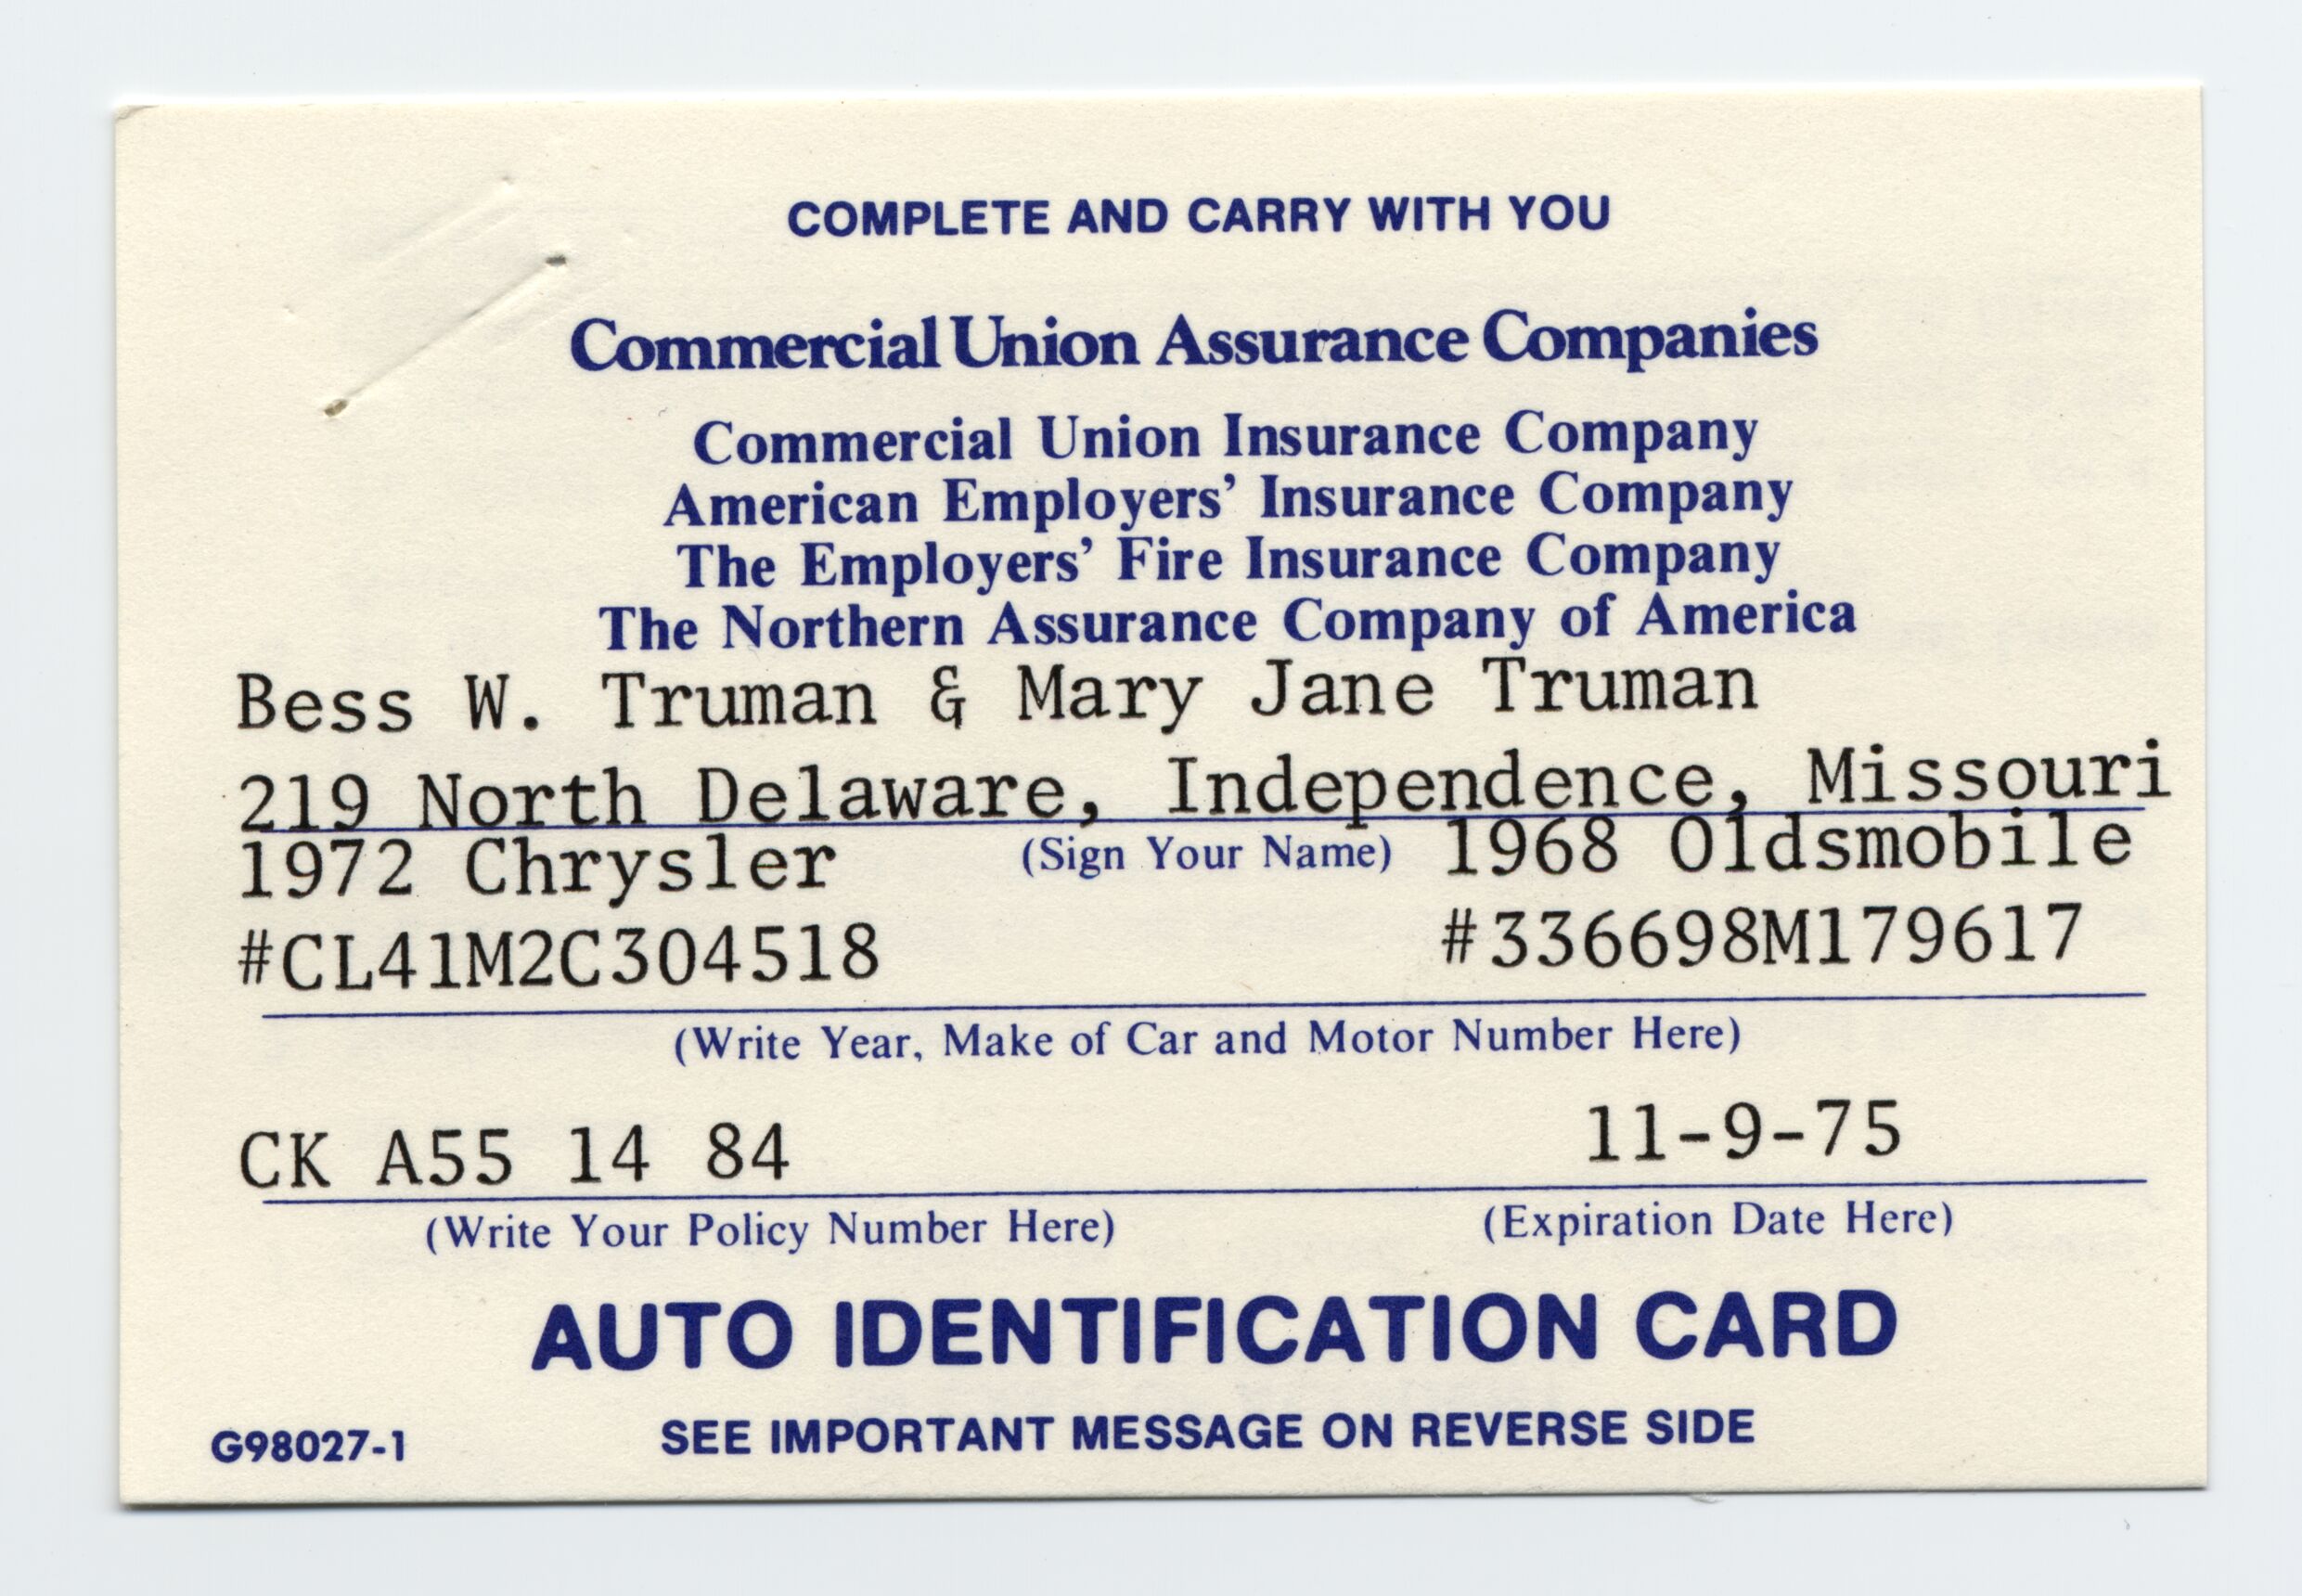 COMPLETE AND CARRY WITH YOU
Commercial Union Assurance Companies
Commercial Union Insurance Company
American Employers' Insurance Company
The Employers' Fire Insurance Company
The Northern Assurance Company of America
Bess W. Truman & Mary Jane Truman
219 North Delaware, Independence, Missouri
1972 Chrysler (Sign Your Name) 1968 Oldsmobile
#CL41M2C304518 #336698M179617
(Write Year, Make of Car and Motor Number Here)
CK A55 14 84 11-9-75
(Write Your Policy Number Here) (Expiration Date Here)
AUTO IDENTIFICATION CARD
G98027-1 SEE IMPORTANT MESSAGE ON REVERSE SIDE